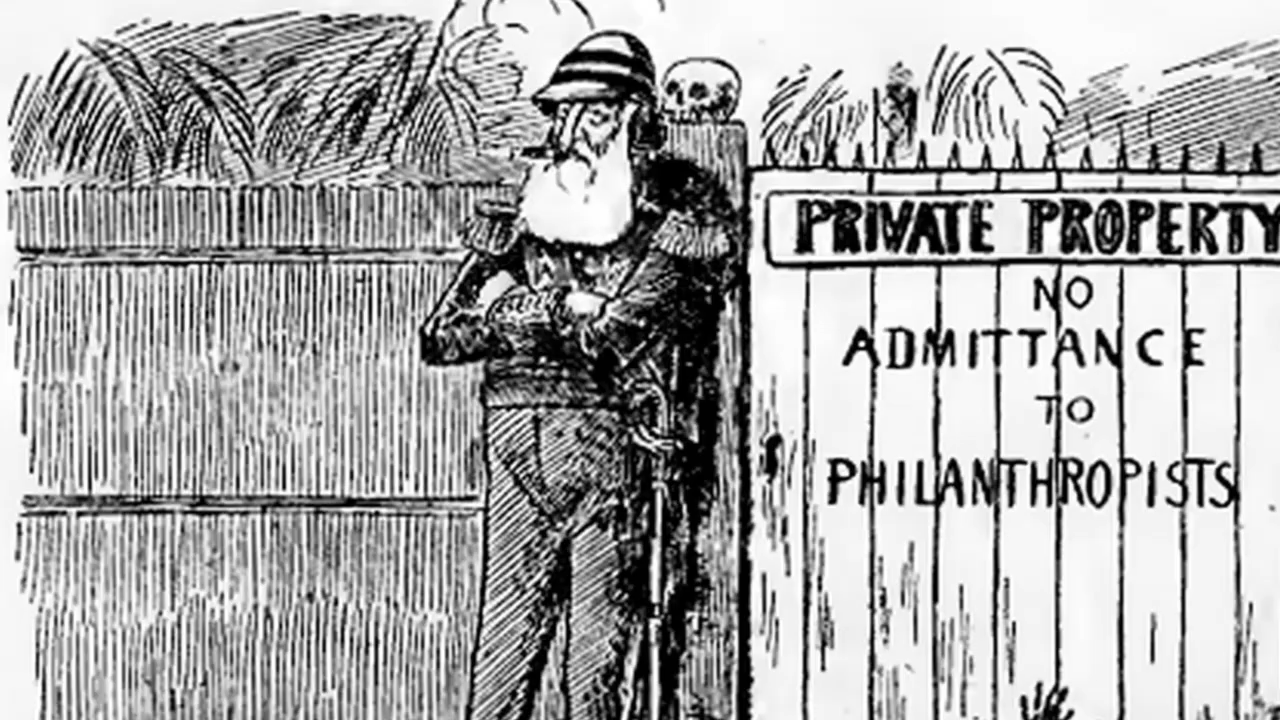 PRIVATE PROPERTY
NO
ADMITTANCE
TO
PHILANTHROPISTS